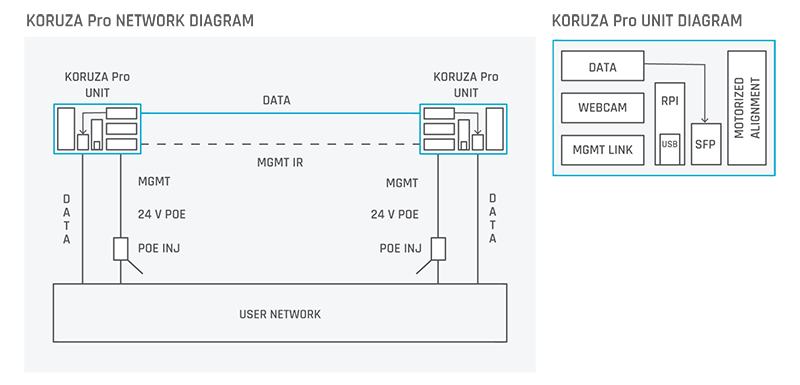 KORUZA Pro NETWORK DIAGRAM
KORUZA Pro
UNIT
KORUZA Pro
UNIT
DATA
MGMT IR
MGMT
MGMT
DATA
DATA
24 V POE
24 V POE
POE INJ
POE INJ
USER NETWORK
KORUZA Pro UNIT DIAGRAM
DATA
WEBCAM
MGMT LINK
RPI
USB
SFP
MOTORIZED
ALIGNMENT